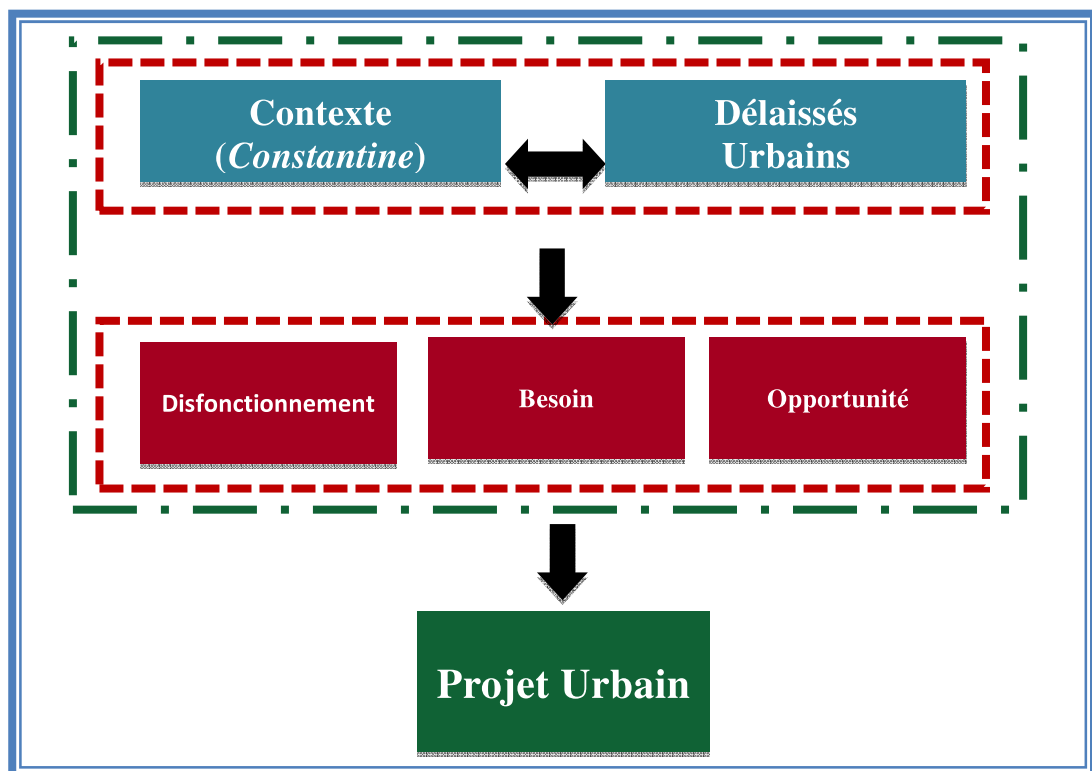 Contexte
(Constantine)
Délaissés
Urbains
Disfonctionnement
Besoin
Opportunité
Projet Urbain